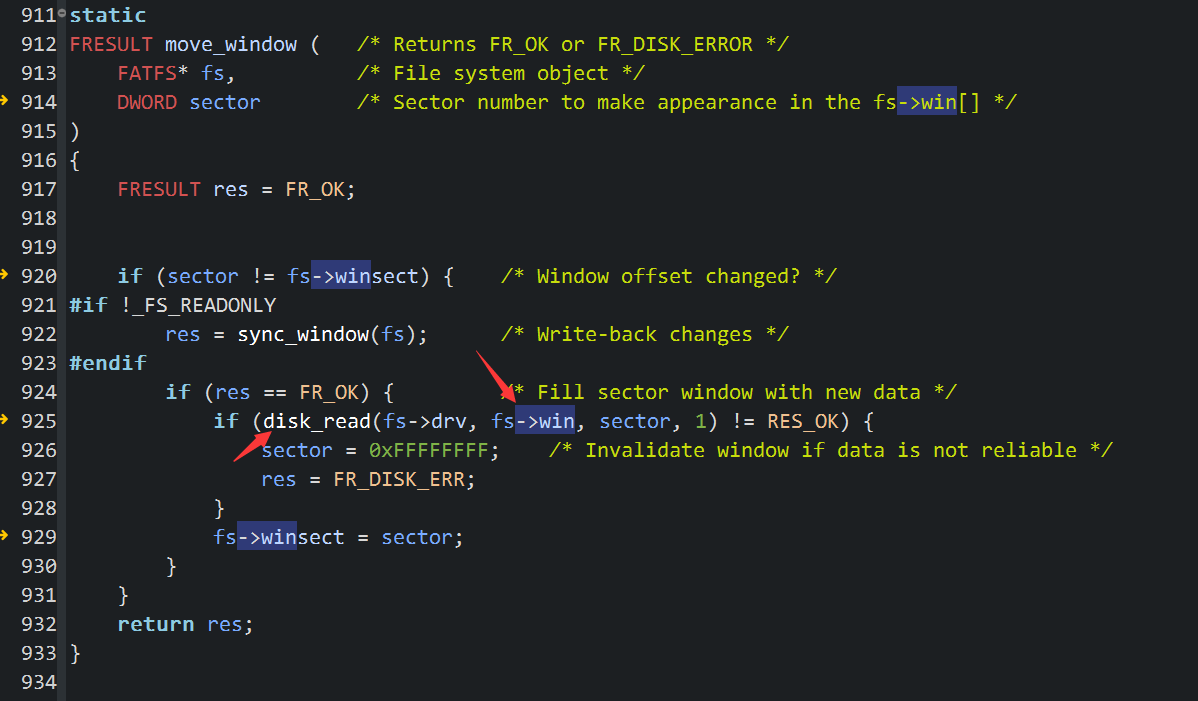 911 static
912 FRESULT move_window (   /* Returns FR_OK or FR_DISK_ERROR */
913     FATFS* fs,          /* File system object */
914     DWORD sector        /* Sector number to make appearance in the fs->win[] */
915 )
916 {
917     FRESULT res = FR_OK;
918
919
920     if (sector != fs->winsect) {    /* Window offset changed? */
921 #if !_FS_READONLY
922         res = sync_window(fs);      /* Write-back changes */
923 #endif
924         if (res == FR_OK) {         /* Fill sector window with new data */
925             if (disk_read(fs->drv, fs->win, sector, 1) != RES_OK) {
926                 sector = 0xFFFFFFFF;    /* Invalidate window if data is not reliable */
927                 res = FR_DISK_ERR;
928             }
929             fs->winsect = sector;
930         }
931     }
932     return res;
933 }
934